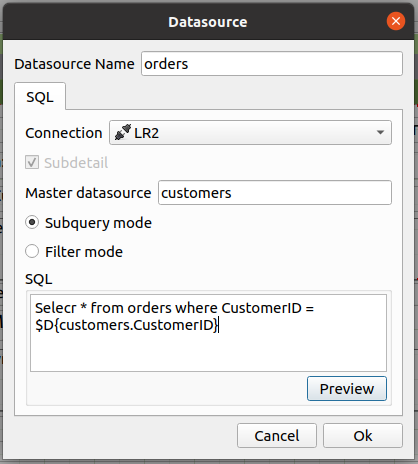 Datasource
Datasource Name orders
SQL
Connection LR2
Subdetail
Master datasource customers
Subquery mode
Filter mode
SQL
Selecr * from orders where CustomerID =
$D{customers.CustomerID}
Preview
Cancel Ok